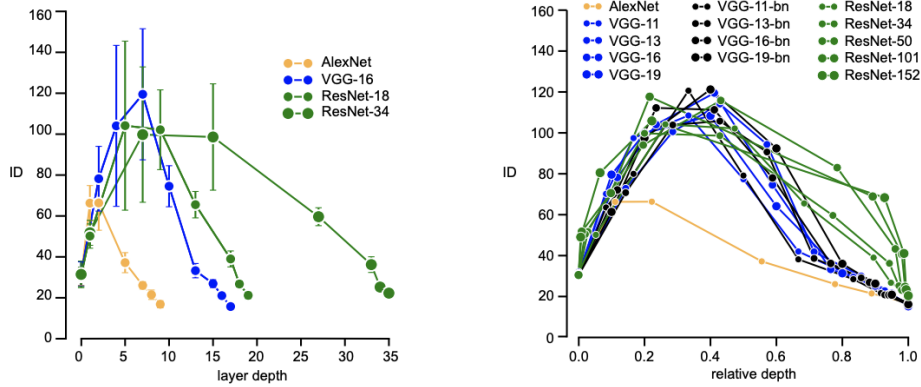 160
140
120
100
80
60
40
20
0
ID
0
5
10
15
20
25
30
35
layer depth
AlexNet
VGG-16
ResNet-18
ResNet-34
160
140
120
100
80
60
40
20
0
ID
0.0
0.2
0.4
0.6
0.8
1.0
relative depth
AlexNet
VGG-11
VGG-13
VGG-16
VGG-19
VGG-11-bn
VGG-13-bn
VGG-16-bn
VGG-19-bn
ResNet-18
ResNet-34
ResNet-50
ResNet-101
ResNet-152